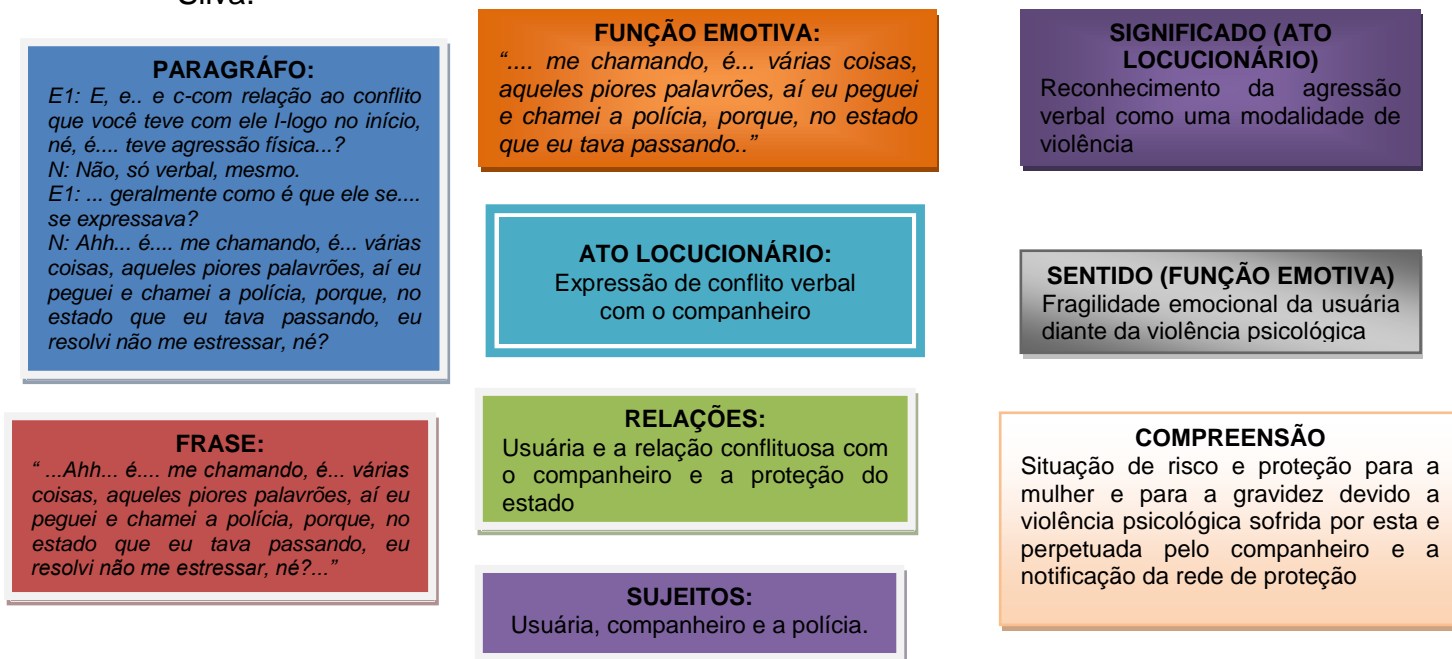 Silva.
PARAGRÁFO:
E1: E, e.. e c-com relação ao conflito
que você teve com ele l-logo no início,
né, é.... teve agressão física...?
N: Não, só verbal, mesmo.
E1: ... geralmente como é que ele se....
se expressava?
N: Ahh... é.... me chamando, é... várias
coisas, aqueles piores palavrões, aí eu
peguei e chamei a polícia, porque, no
estado que eu tava passando, eu
resolvi não me estressar, né?
FRASE:
“ ...Ahh... é.... me chamando, é... várias
coisas, aqueles piores palavrões, aí eu
peguei e chamei a polícia, porque, no
estado que eu tava passando, eu
resolvi não me estressar, né?...”
FUNÇÃO EMOTIVA:
“.... me chamando, é... várias coisas,
aqueles piores palavrões, aí eu peguei
e chamei a polícia, porque, no estado
que eu tava passando..”
ATO LOCUCIONÁRIO:
Expressão de conflito verbal
com o companheiro
RELAÇÕES:
Usuária e a relação conflituosa com
o companheiro e a proteção do
estado
SUJEITOS:
Usuária, companheiro e a polícia.
SIGNIFICADO (ATO
LOCUCIONÁRIO)
Reconhecimento da agressão
verbal como uma modalidade de
violência
SENTIDO (FUNÇÃO EMOTIVA)
Fragilidade emocional da usuária
diante da violência psicológica
COMPREENSÃO
Situação de risco e proteção para a
mulher e para a gravidez devido a
violência psicológica sofrida por esta e
perpetuada pelo companheiro e a
notificação da rede de proteção